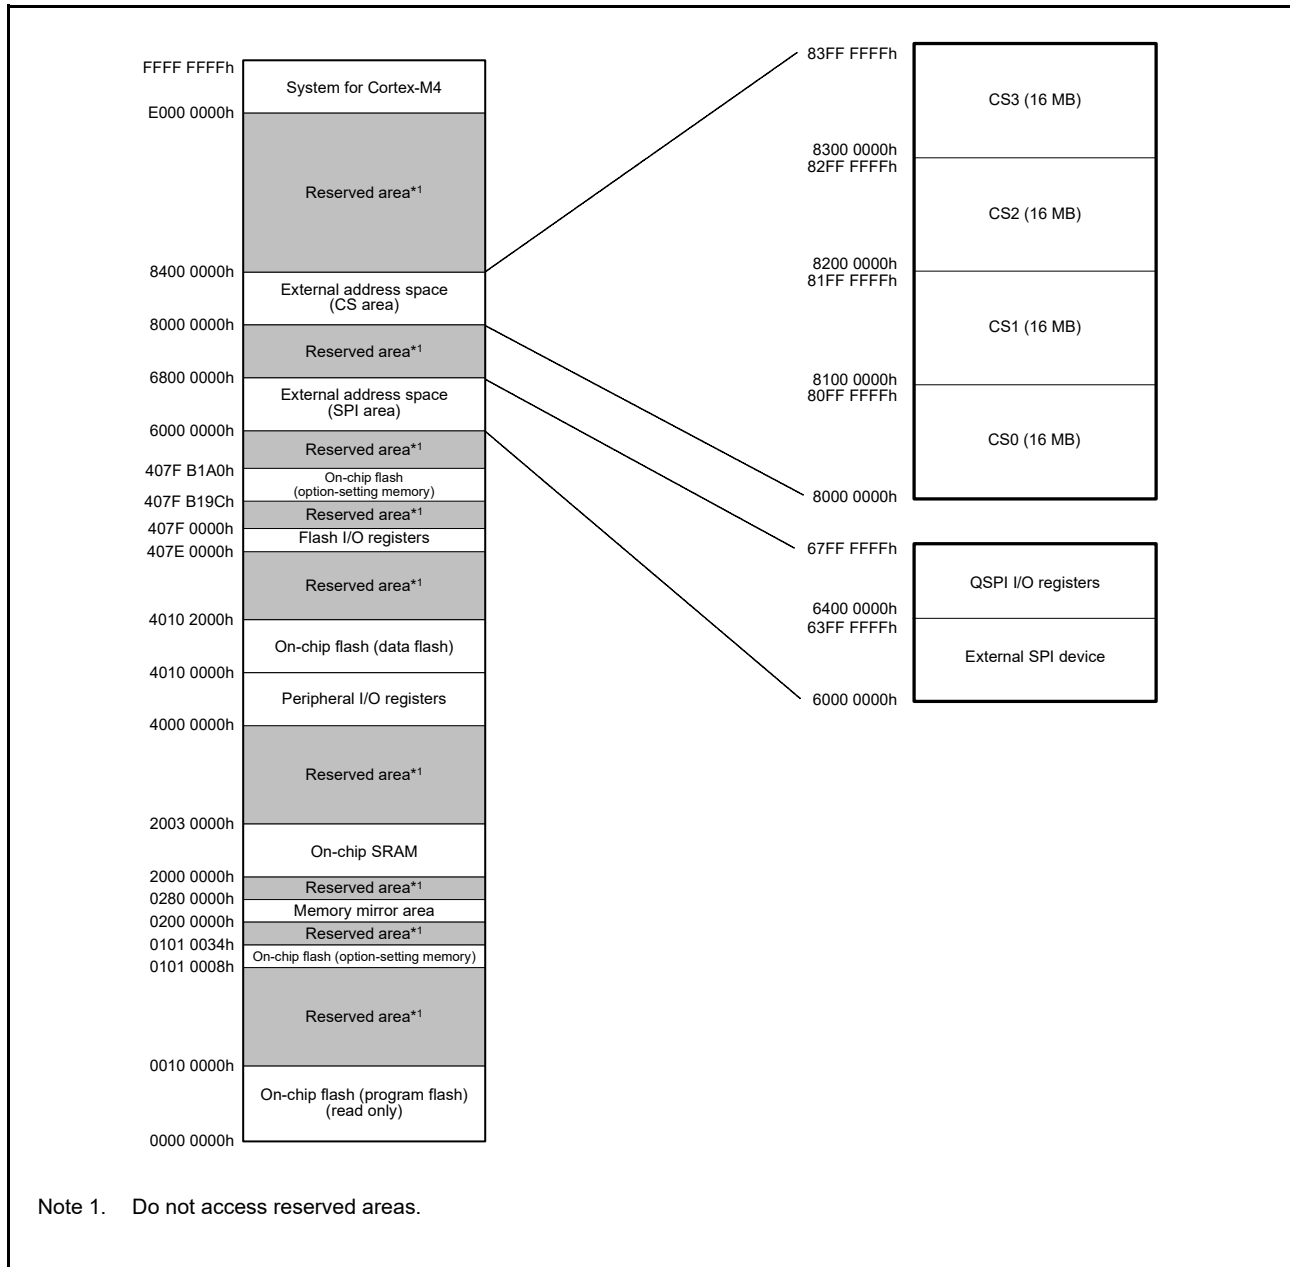 FFFF FFFFh
System for Cortex-M4
E000 0000h
Reserved area*1
8400 0000h
External address space
(CS area)
8000 0000h
Reserved area*1
6800 0000h
External address space
(SPI area)
6000 0000h
Reserved area*1
407F B1A0h
On-chip flash
(option-setting memory)
407F B19Ch
Reserved area*1
407F 0000h
Flash I/O registers
407E 0000h
Reserved area*1
4010 2000h
On-chip flash (data flash)
4010 0000h
Peripheral I/O registers
4000 0000h
Reserved area*1
2003 0000h
On-chip SRAM
2000 0000h
Reserved area*1
0280 0000h
Memory mirror area
0200 0000h
Reserved area*1
0101 0034h
On-chip flash (option-setting memory)
0101 0008h
Reserved area*1
0010 0000h
On-chip flash (program flash)
(read only)
0000 0000h
83FF FFFFh
CS3 (16 MB)
8300 0000h
82FF FFFFh
CS2 (16 MB)
8200 0000h
81FF FFFFh
CS1 (16 MB)
8100 0000h
80FF FFFFh
CS0 (16 MB)
8000 0000h
67FF FFFFh
QSPI I/O registers
6400 0000h
63FF FFFFh
External SPI device
6000 0000h
Note 1. Do not access reserved areas.